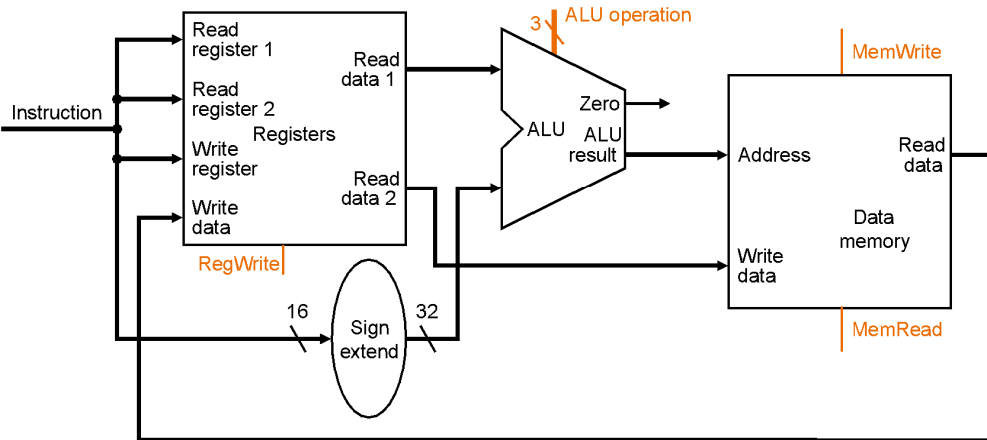 Instruction
Read
register 1
Read
register 2
Registers
Write
register
Write
data
Read
data 1
Read
data 2
RegWrite
16
Sign
extend
32
3
ALU operation
Zero
ALU
ALU
result
MemWrite
Address
Read
data
Data
memory
Write
data
MemRead